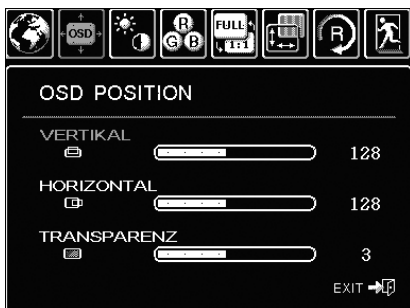 OSD
R
G B
FULL
1:1
R
OSD POSITION
VERTIKAL
128
HORIZONTAL
128
TRANSPARENZ
3
EXIT